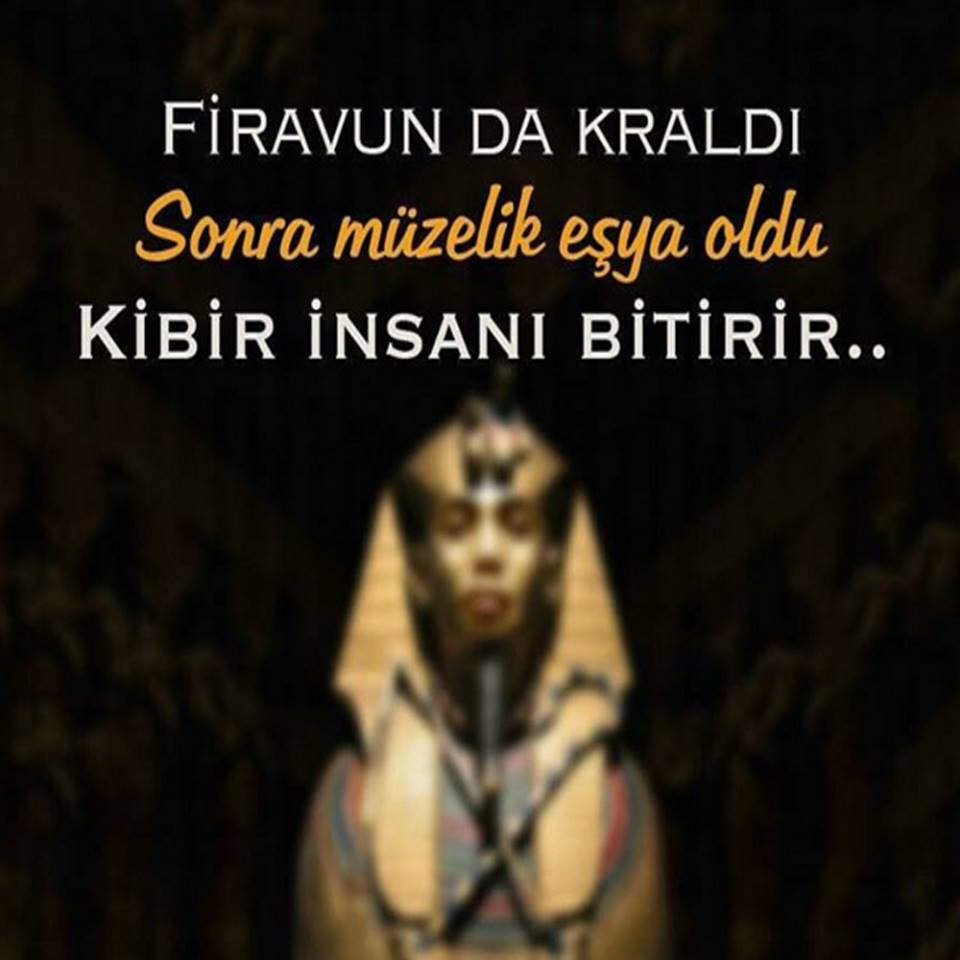 FİRAVUN DA KRALDI
Sonra müzelik eşya oldu
KİBİR İNSANI BİTİRİR..